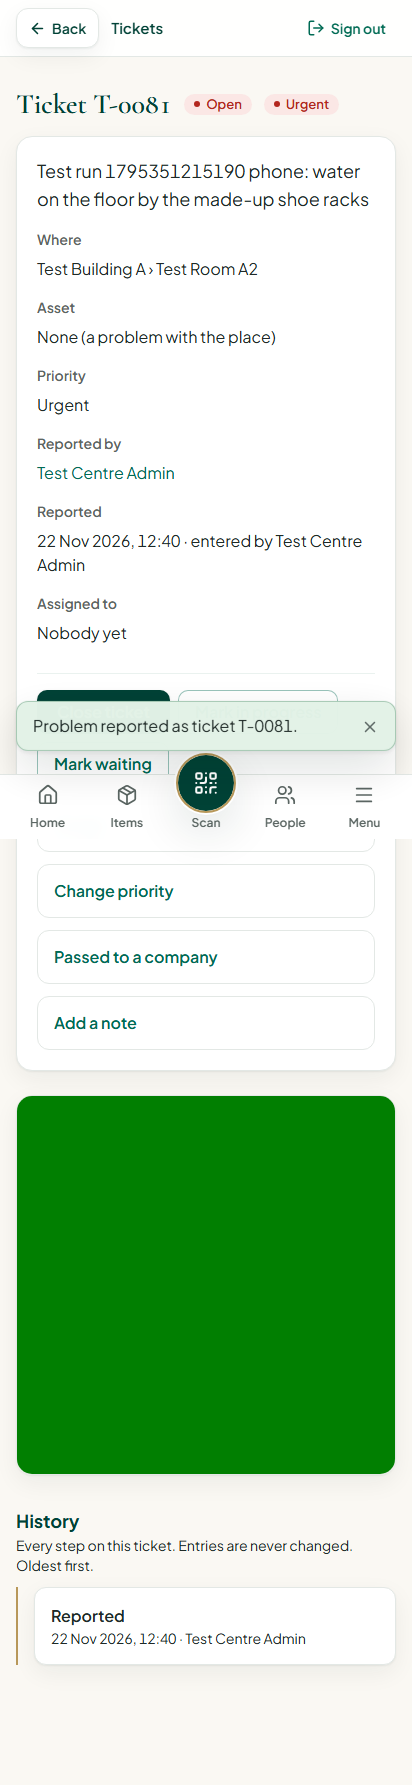 Back
Tickets
Sign out
Ticket T-0081
Open
Urgent
Test run 1795351215190 phone: water
on the floor by the made-up shoe racks
Where
Test Building A › Test Room A2
Asset
None (a problem with the place)
Priority
Urgent
Reported by
Test Centre Admin
Reported
22 Nov 2026, 12:40 · entered by Test Centre
Admin
Assigned to
Nobody yet
Problem reported as ticket T-0081.
Mark waiting
Home
Items
Scan
People
Menu
Change priority
Passed to a company
Add a note
History
Every step on this ticket. Entries are never changed.
Oldest first.
Reported
22 Nov 2026, 12:40 · Test Centre Admin